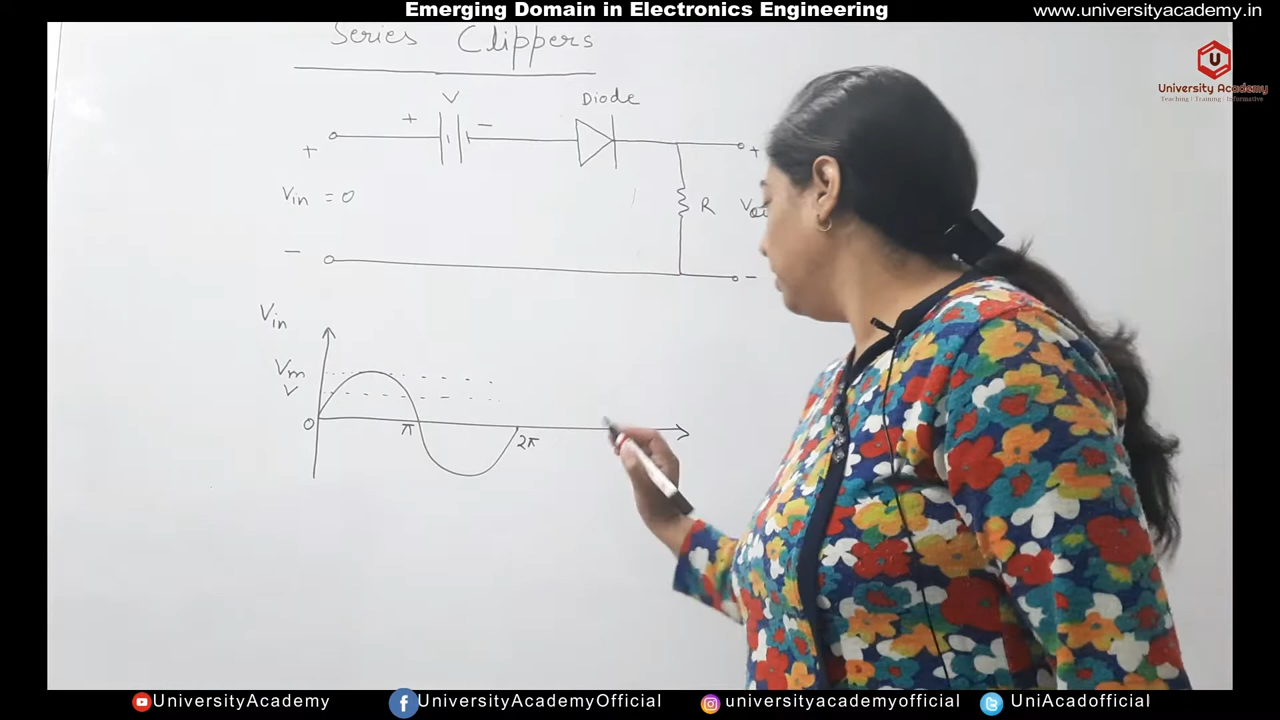 Emerging Domain in Electronics Engineering
www.universityacademy.in
Series Clippers
U
University Academy
Teaching | Training | Informative
V
Diode
+
−
+
+
Vin = 0
R
−
−
Vin
Vm
V
0
π
2π
UniversityAcademy
UniversityAcademyOfficial
universityacademyofficial
UniAcadofficial